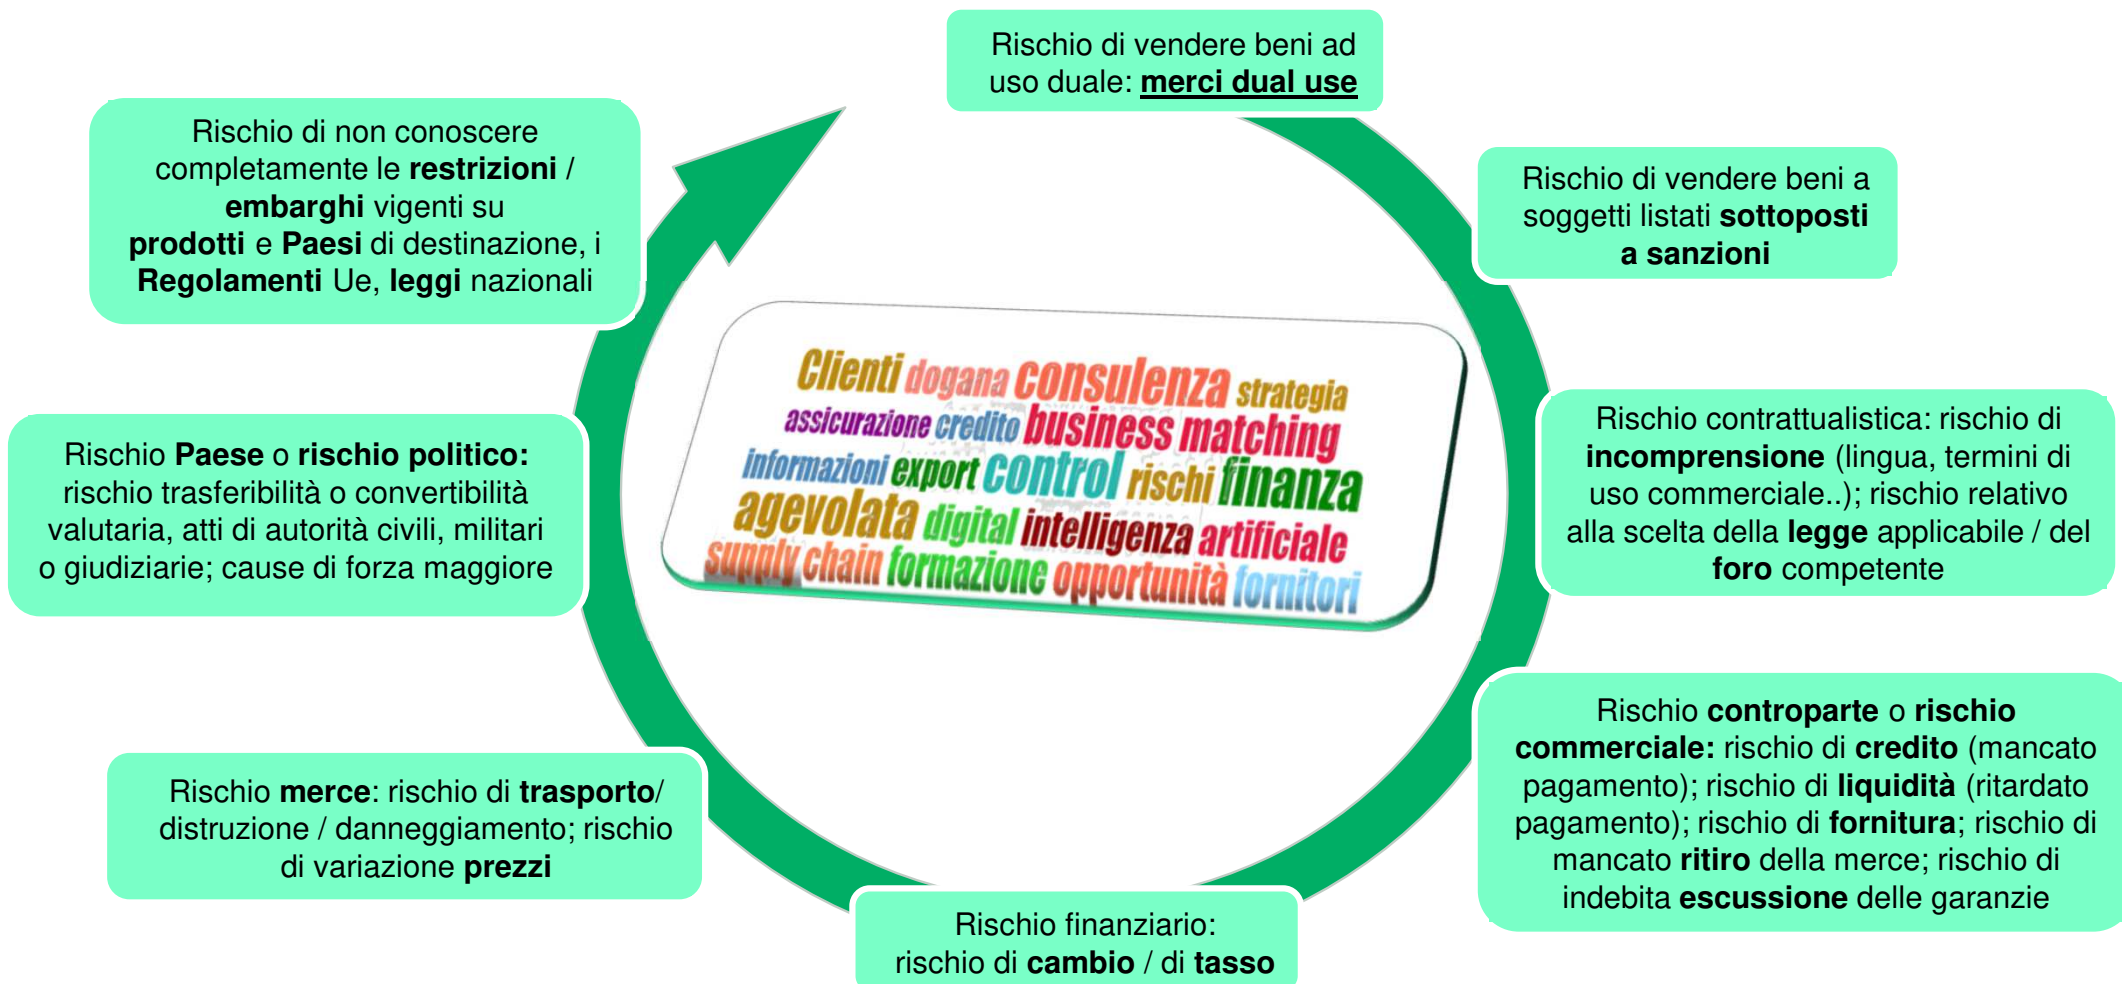 Rischio di vendere beni ad
uso duale: merci dual use
Rischio di vendere beni a
soggetti listati sottoposti
a sanzioni
Rischio contrattualistica: rischio di
incomprensione (lingua, termini di
uso commerciale..); rischio relativo
alla scelta della legge applicabile / del
foro competente
Rischio controparte o rischio
commerciale: rischio di credito (mancato
pagamento); rischio di liquidità (ritardato
pagamento); rischio di fornitura; rischio di
mancato ritiro della merce; rischio di
indebita escussione delle garanzie
Rischio finanziario:
rischio di cambio / di tasso
Rischio merce: rischio di trasporto/
distruzione / danneggiamento; rischio
di variazione prezzi
Rischio Paese o rischio politico:
rischio trasferibilità o convertibilità
valutaria, atti di autorità civili, militari
o giudiziarie; cause di forza maggiore
Rischio di non conoscere
completamente le restrizioni /
embarghi vigenti su
prodotti e Paesi di destinazione, i
Regolamenti Ue, leggi nazionali
Clienti dogana consulenza strategia
assicurazione credito business matching
informazioni export control rischi finanza
agevolata digital intelligenza artificiale
supply chain formazione opportunità fornitori